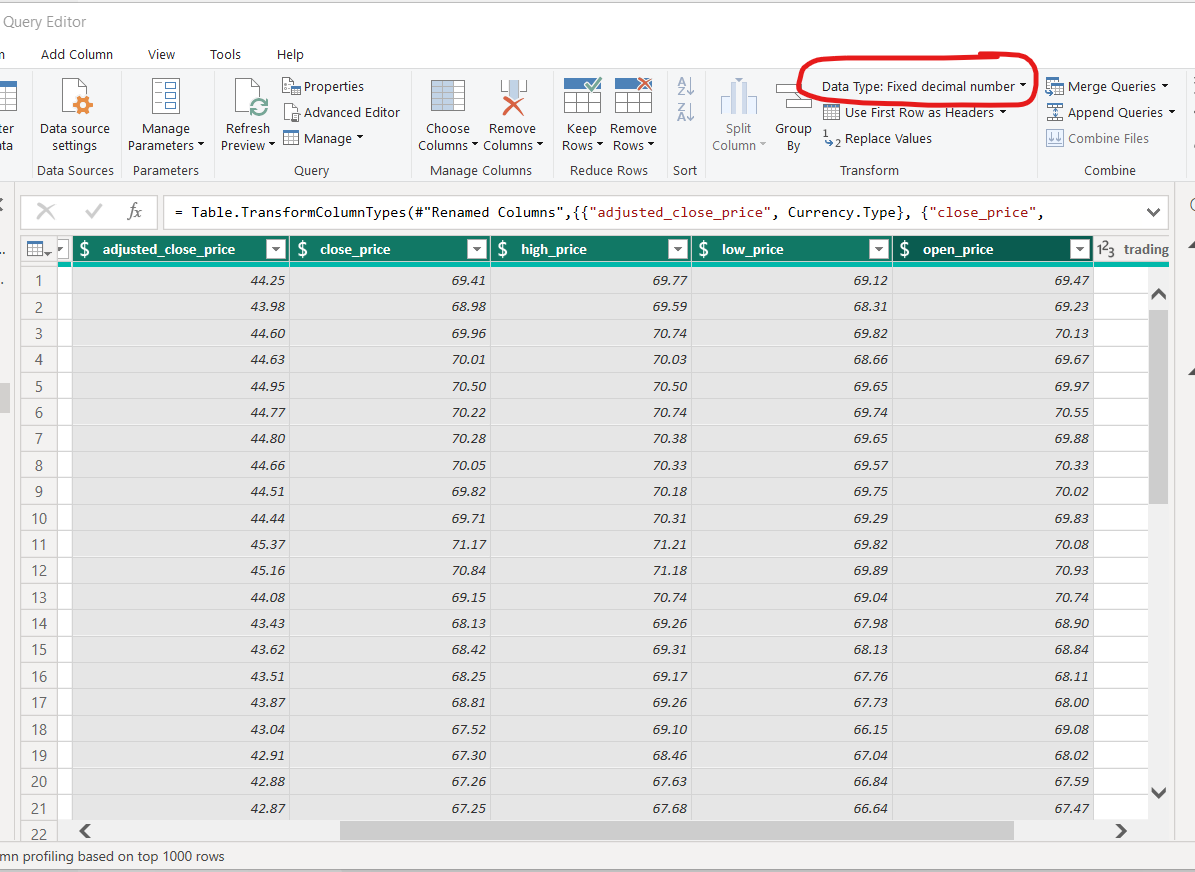 Query Editor
n Add Column View Tools Help
Data source settings
Manage Parameters
Refresh Preview
Properties
Advanced Editor
Manage
Choose Columns
Remove Columns
Keep Rows
Remove Rows
Split Column
Group By
Data Type: Fixed decimal number
Use First Row as Headers
Replace Values
Merge Queries
Append Queries
Combine Files
ter
ata
Data Sources Parameters Query Manage Columns Reduce Rows Sort Transform Combine
fx = Table.TransformColumnTypes(#"Renamed Columns",{{"adjusted_close_price", Currency.Type}, {"close_price",
$ adjusted_close_price $ close_price $ high_price $ low_price $ open_price 123 trading
1 44.25 69.41 69.77 69.12 69.47
2 43.98 68.98 69.59 68.31 69.23
3 44.60 69.96 70.74 69.82 70.13
4 44.63 70.01 70.03 68.66 69.67
5 44.95 70.50 70.50 69.65 69.97
6 44.77 70.22 70.74 69.74 70.55
7 44.80 70.28 70.38 69.65 69.88
8 44.66 70.05 70.33 69.57 70.33
9 44.51 69.82 70.18 69.75 70.02
10 44.44 69.71 70.31 69.29 69.83
11 45.37 71.17 71.21 69.82 70.08
12 45.16 70.84 71.18 69.89 70.93
13 44.08 69.15 70.74 69.04 70.74
14 43.43 68.13 69.26 67.98 68.90
15 43.62 68.42 69.31 68.13 68.84
16 43.51 68.25 69.17 67.76 68.11
17 43.87 68.81 69.26 67.73 68.00
18 43.04 67.52 69.10 66.15 69.08
19 42.91 67.30 68.46 67.04 68.02
20 42.88 67.26 67.63 66.84 67.59
21 42.87 67.25 67.68 66.64 67.47
22
mn profiling based on top 1000 rows